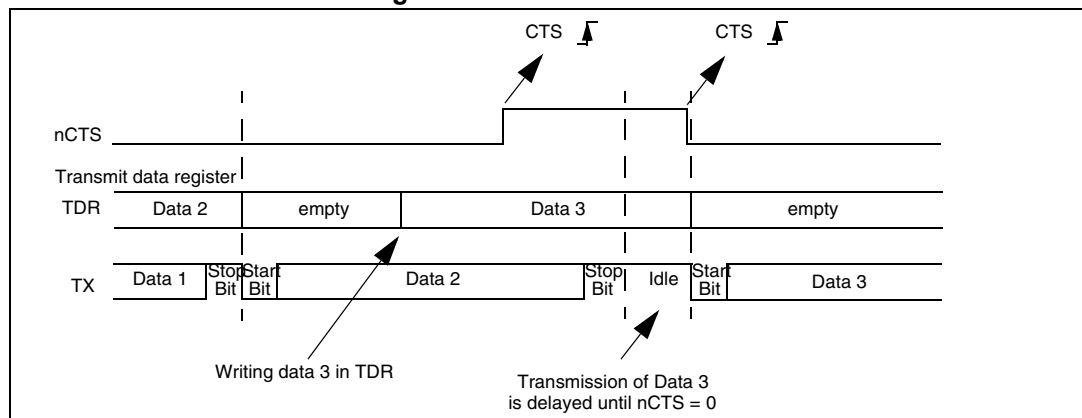 CTS CTS
nCTS
Transmit data register
TDR Data 2 empty Data 3 empty
TX Data 1 Stop Bit Start Bit Data 2 Stop Bit Idle Start Bit Data 3
Writing data 3 in TDR
Transmission of Data 3
is delayed until nCTS = 0